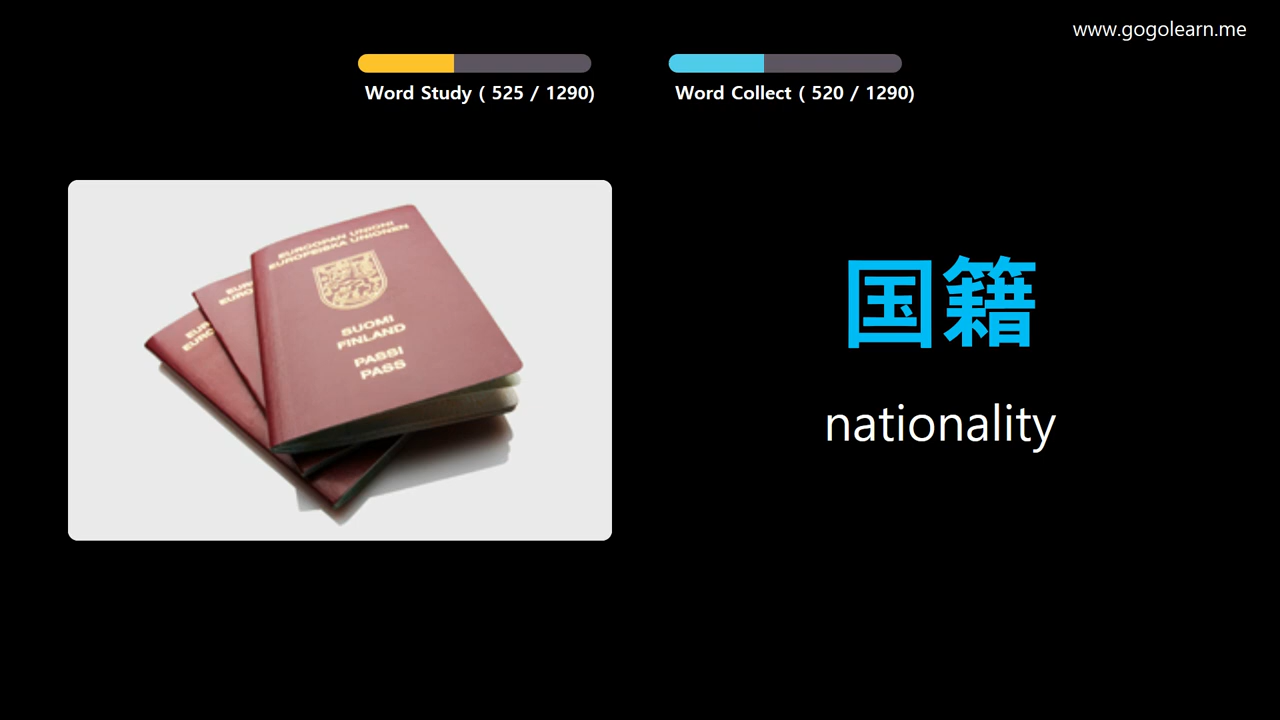 www.gogolearn.me
Word Study ( 525 / 1290)
Word Collect ( 520 / 1290)
EUROOPAN UNIONI
EUROPEISKA UNIONEN
SUOMI
FINLAND
PASSI
PASS
国籍
nationality